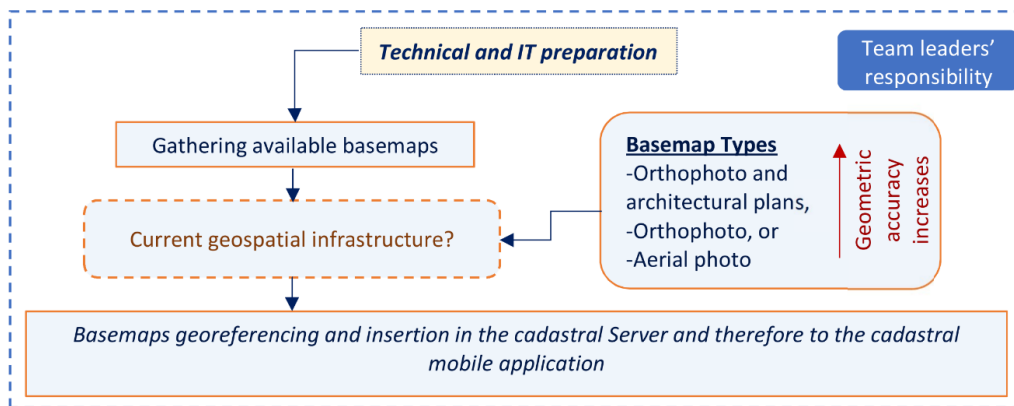 Technical and IT preparation
Team leaders'
responsibility
Gathering available basemaps
Basemap Types
-Orthophoto and
architectural plans,
-Orthophoto, or
-Aerial photo
Geometric
accuracy
increases
Current geospatial infrastructure?
Basemaps georeferencing and insertion in the cadastral Server and therefore to the cadastral
mobile application